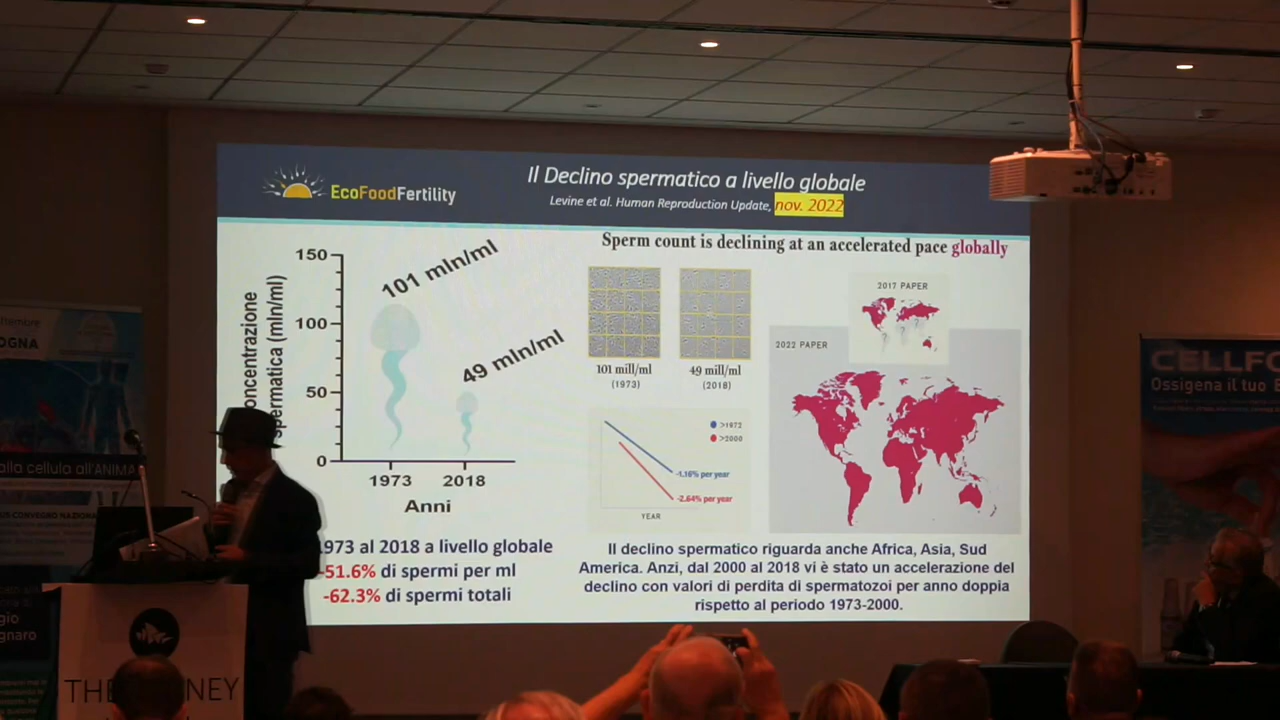 EcoFoodFertility
Il Declino spermatico a livello globale
Levine et al. Human Reproduction Update, nov. 2022
Sperm count is declining at an accelerated pace globally
spermatica (mln/ml)
150
100
50
0
101 mln/ml
49 mln/ml
1973 2018
Anni
101 mill/ml
(1973)
49 mill/ml
(2018)
>1972
>2000
-1.16% per year
-2.64% per year
YEAR
2017 PAPER
2022 PAPER
1973 al 2018 a livello globale
-51.6% di spermi per ml
-62.3% di spermi totali
Il declino spermatico riguarda anche Africa, Asia, Sud
America. Anzi, dal 2000 al 2018 vi è stato un accelerazione del
declino con valori di perdita di spermatozoi per anno doppia
rispetto al periodo 1973-2000.
alla cellula all'ANIMA
CELLFO
Ossigena il tuo
THE
NEY